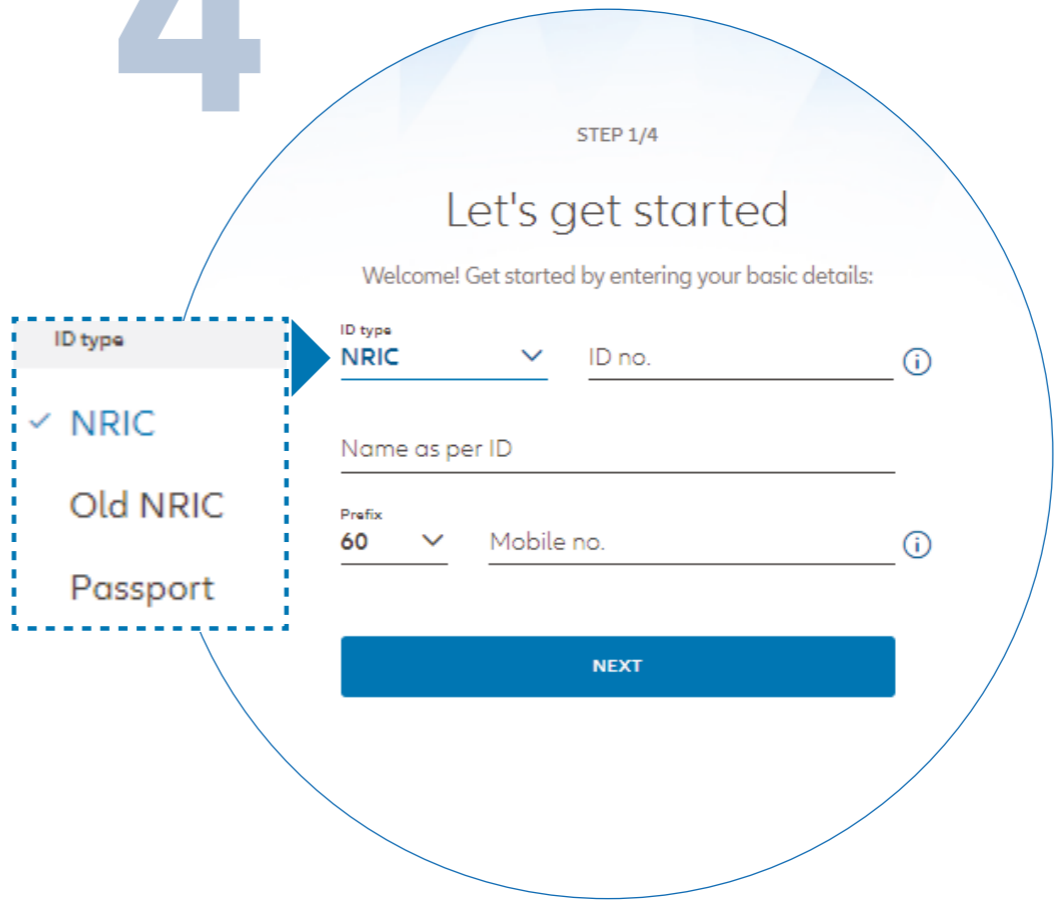 4
STEP 1/4
Let's get started
Welcome! Get started by entering your basic details:
ID type
NRIC
Old NRIC
Passport
ID type
NRIC ID no.
Name as per ID
Prefix
60 Mobile no.
NEXT